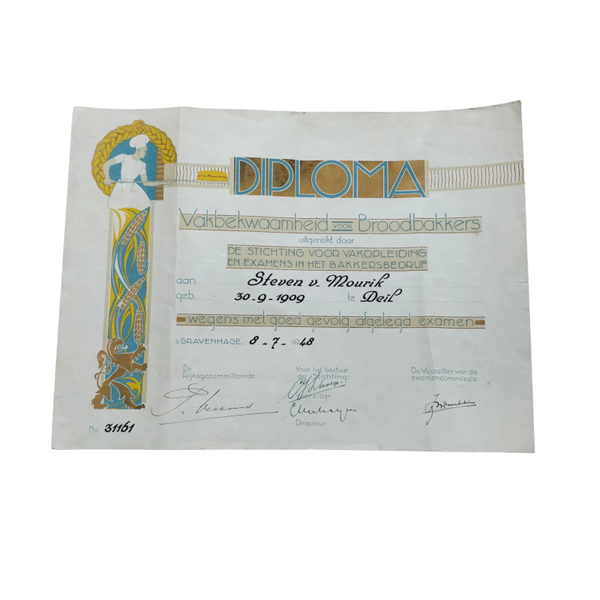 DIPLOMA
Vakbekwaamheid voor Broodbakkers
uitgereikt door
DE STICHTING VOOR VAKOPLEIDING
EN EXAMENS IN HET BAKKERSBEDRIJF
aan Steven v. Mourik
geb. 30-9-1909 te Deil
wegens met goed gevolg afgelegd examen
'S GRAVENHAGE, 8-7-1948
De Rijksgecommitteerde:
Voor het bestuur der Stichting:
De Voorzitter van de examencommissie:
Directeur
No. 31161